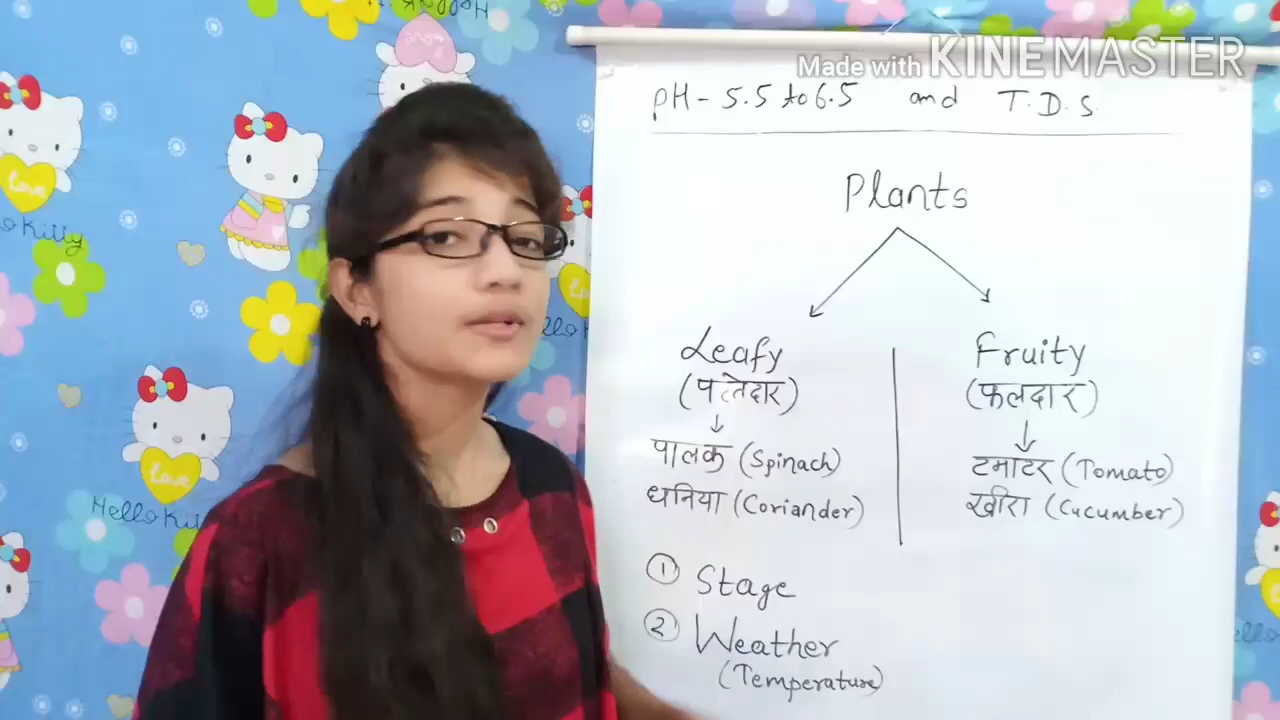 Made with KINEMASTER
pH - 5.5 to 6.5 and T.D.S.
Plants
Leafy
(पत्तेदार)
पालक (Spinach)
धनिया (Coriander)
Fruity
(फलदार)
टमाटर (Tomato)
खीरा (Cucumber)
① Stage
② Weather
(Temperature)
Love
Hello Kitty
Love